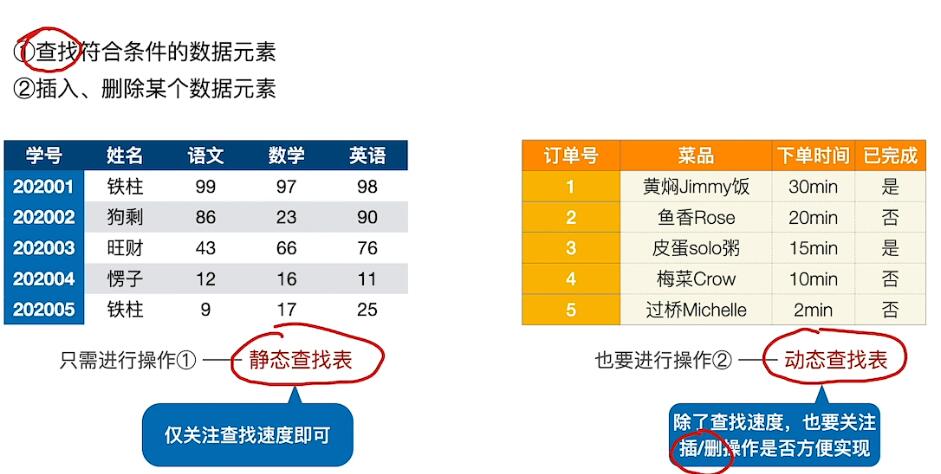 ①查找符合条件的数据元素
②插入、删除某个数据元素
学号 姓名 语文 数学 英语
202001 铁柱 99 97 98
202002 狗剩 86 23 90
202003 旺财 43 66 76
202004 愣子 12 16 11
202005 铁柱 9 17 25
只需进行操作① 静态查找表
仅关注查找速度即可
订单号 菜品 下单时间 已完成
1 黄焖Jimmy饭 30min 是
2 鱼香Rose 20min 否
3 皮蛋solo粥 15min 是
4 梅菜Crow 10min 否
5 过桥Michelle 2min 否
也要进行操作② 动态查找表
除了查找速度，也要关注
插/删操作是否方便实现